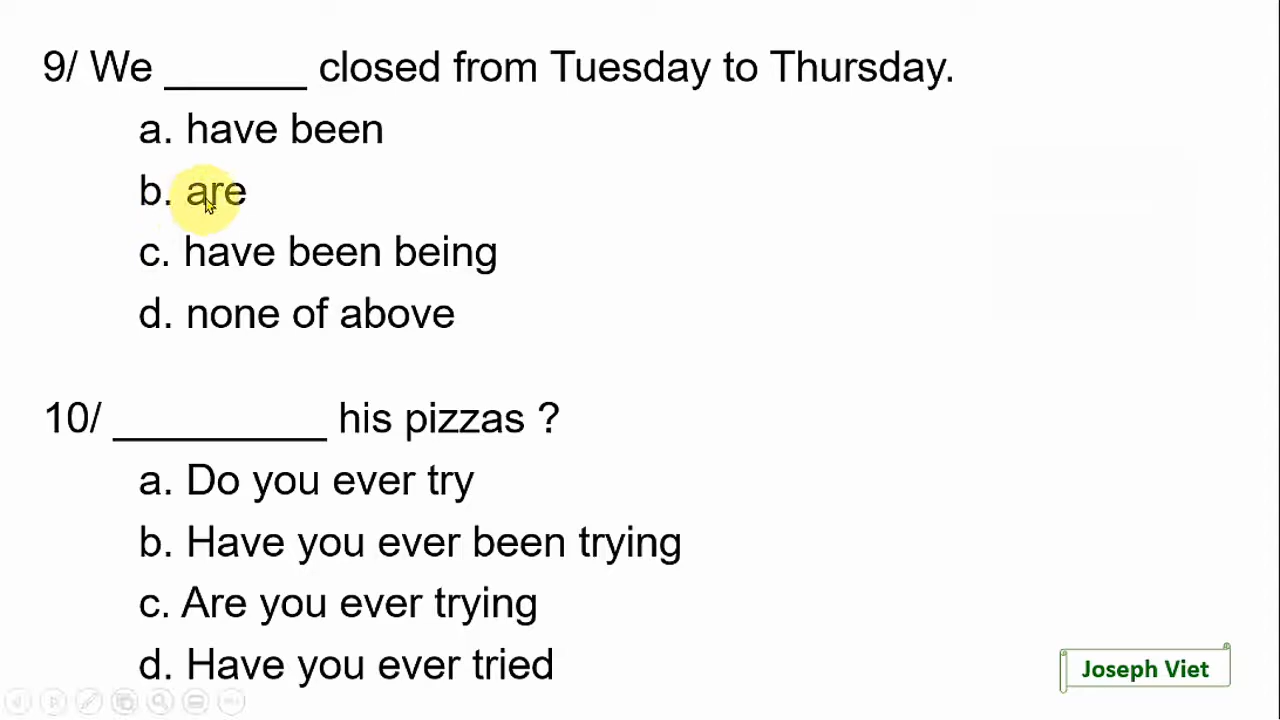 9/ We ______ closed from Tuesday to Thursday.
a. have been
b. are
c. have been being
d. none of above
10/ _________ his pizzas ?
a. Do you ever try
b. Have you ever been trying
c. Are you ever trying
d. Have you ever tried
Joseph Viet